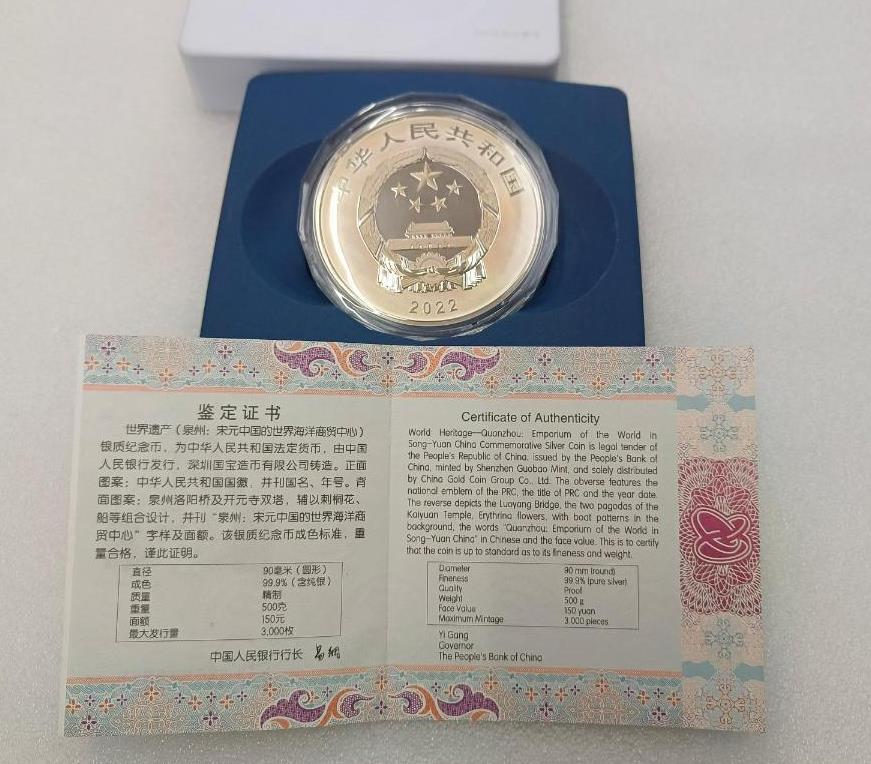 中华人民共和国
2022
鉴定证书
世界遗产（泉州：宋元中国的世界海洋商贸中心）
银质纪念币，为中华人民共和国法定货币，由中国
人民银行发行，深圳国宝造币有限公司铸造。正面
图案：中华人民共和国国徽，并刊国名、年号。背
面图案：泉州洛阳桥及开元寺双塔，辅以刺桐花、
船等组合设计，并刊“泉州：宋元中国的世界海洋商
贸中心”字样及面额。该银质纪念币成色标准，重
量合格，谨此证明。
直径 90毫米（圆形）
成色 99.9%（含纯银）
质量 精制
重量 500克
面额 150元
最大发行量 3,000枚
中国人民银行行长 易纲
Certificate of Authenticity
World Heritage—Quanzhou: Emporium of the World in
Song-Yuan China Commemorative Silver Coin is legal tender of
the People's Republic of China, issued by the People's Bank of
China, minted by Shenzhen Guobao Mint, and solely distributed
by China Gold Coin Group Co., Ltd. The obverse features the
national emblem of the PRC, the title of PRC and the year date.
The reverse depicts the Luoyang Bridge, the two pagodas of the
Kaiyuan Temple, Erythrina flowers, with boat patterns in the
background, the words "Quanzhou: Emporium of the World in
Song-Yuan China" in Chinese and the face value. This is to certify
that the coin is up to standard as to its fineness and weight.
Diameter 90 mm (round)
Fineness 99.9% (pure silver)
Quality Proof
Weight 500 g
Face Value 150 yuan
Maximum Mintage 3,000 pieces
Yi Gang
Governor
The People's Bank of China